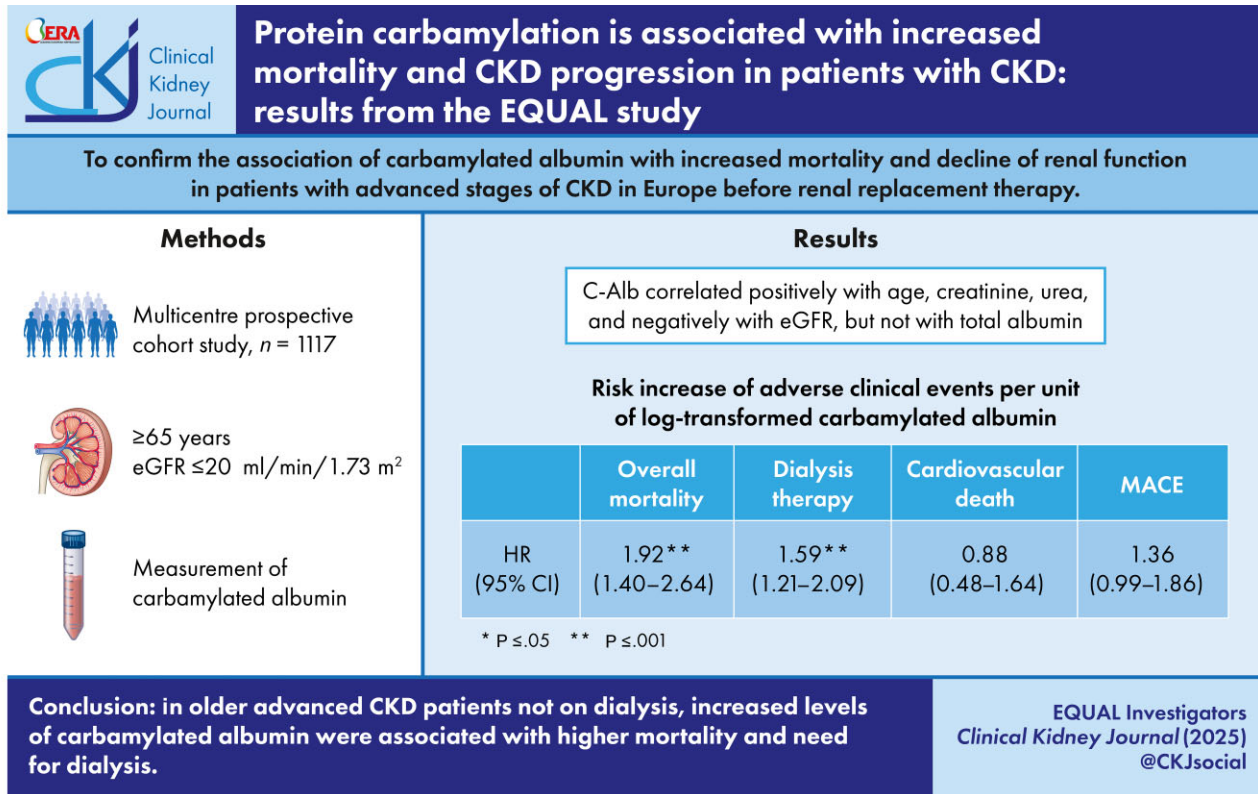 ERA
CKJ
Clinical
Kidney
Journal
Protein carbamylation is associated with increased
mortality and CKD progression in patients with CKD:
results from the EQUAL study
To confirm the association of carbamylated albumin with increased mortality and decline of renal function
in patients with advanced stages of CKD in Europe before renal replacement therapy.
Methods
Multicentre prospective
cohort study, n = 1117
≥65 years
eGFR ≤20 ml/min/1.73 m²
Measurement of
carbamylated albumin
Results
C-Alb correlated positively with age, creatinine, urea,
and negatively with eGFR, but not with total albumin
Risk increase of adverse clinical events per unit
of log-transformed carbamylated albumin
Overall mortality
Dialysis therapy
Cardiovascular death
MACE
HR (95% CI)
1.92** (1.40–2.64)
1.59** (1.21–2.09)
0.88 (0.48–1.64)
1.36 (0.99–1.86)
* P ≤.05 ** P ≤.001
Conclusion: in older advanced CKD patients not on dialysis, increased levels
of carbamylated albumin were associated with higher mortality and need
for dialysis.
EQUAL Investigators
Clinical Kidney Journal (2025)
@CKJsocial